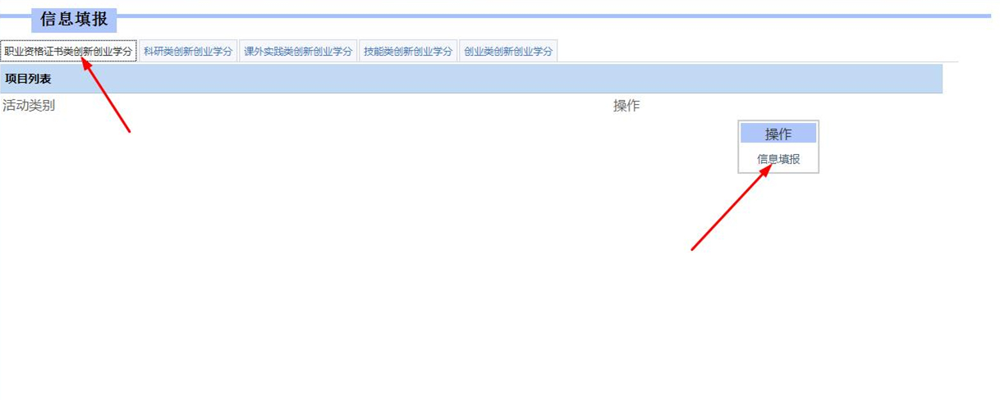 信息填报
职业资格证书类创新创业学分 科研类创新创业学分 课外实践类创新创业学分 技能类创新创业学分 创业类创新创业学分
项目列表
活动类别 操作
操作
信息填报